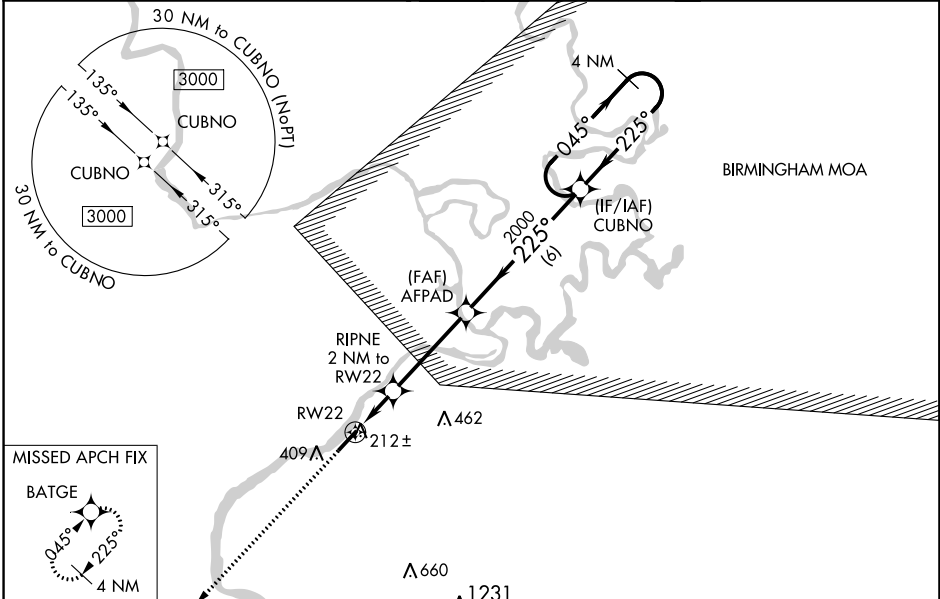 30 NM to CUBNO (NoPT)
3000
135°
CUBNO
315°
135°
CUBNO
315°
3000
30 NM to CUBNO
4 NM
045°
225°
BIRMINGHAM MOA
(IF/IAF)
CUBNO
2000
225°
(6)
(FAF)
AFPAD
RIPNE
2 NM to
RW22
RW22
212±
462
409
MISSED APCH FIX
BATGE
045°
225°
4 NM
660
1231